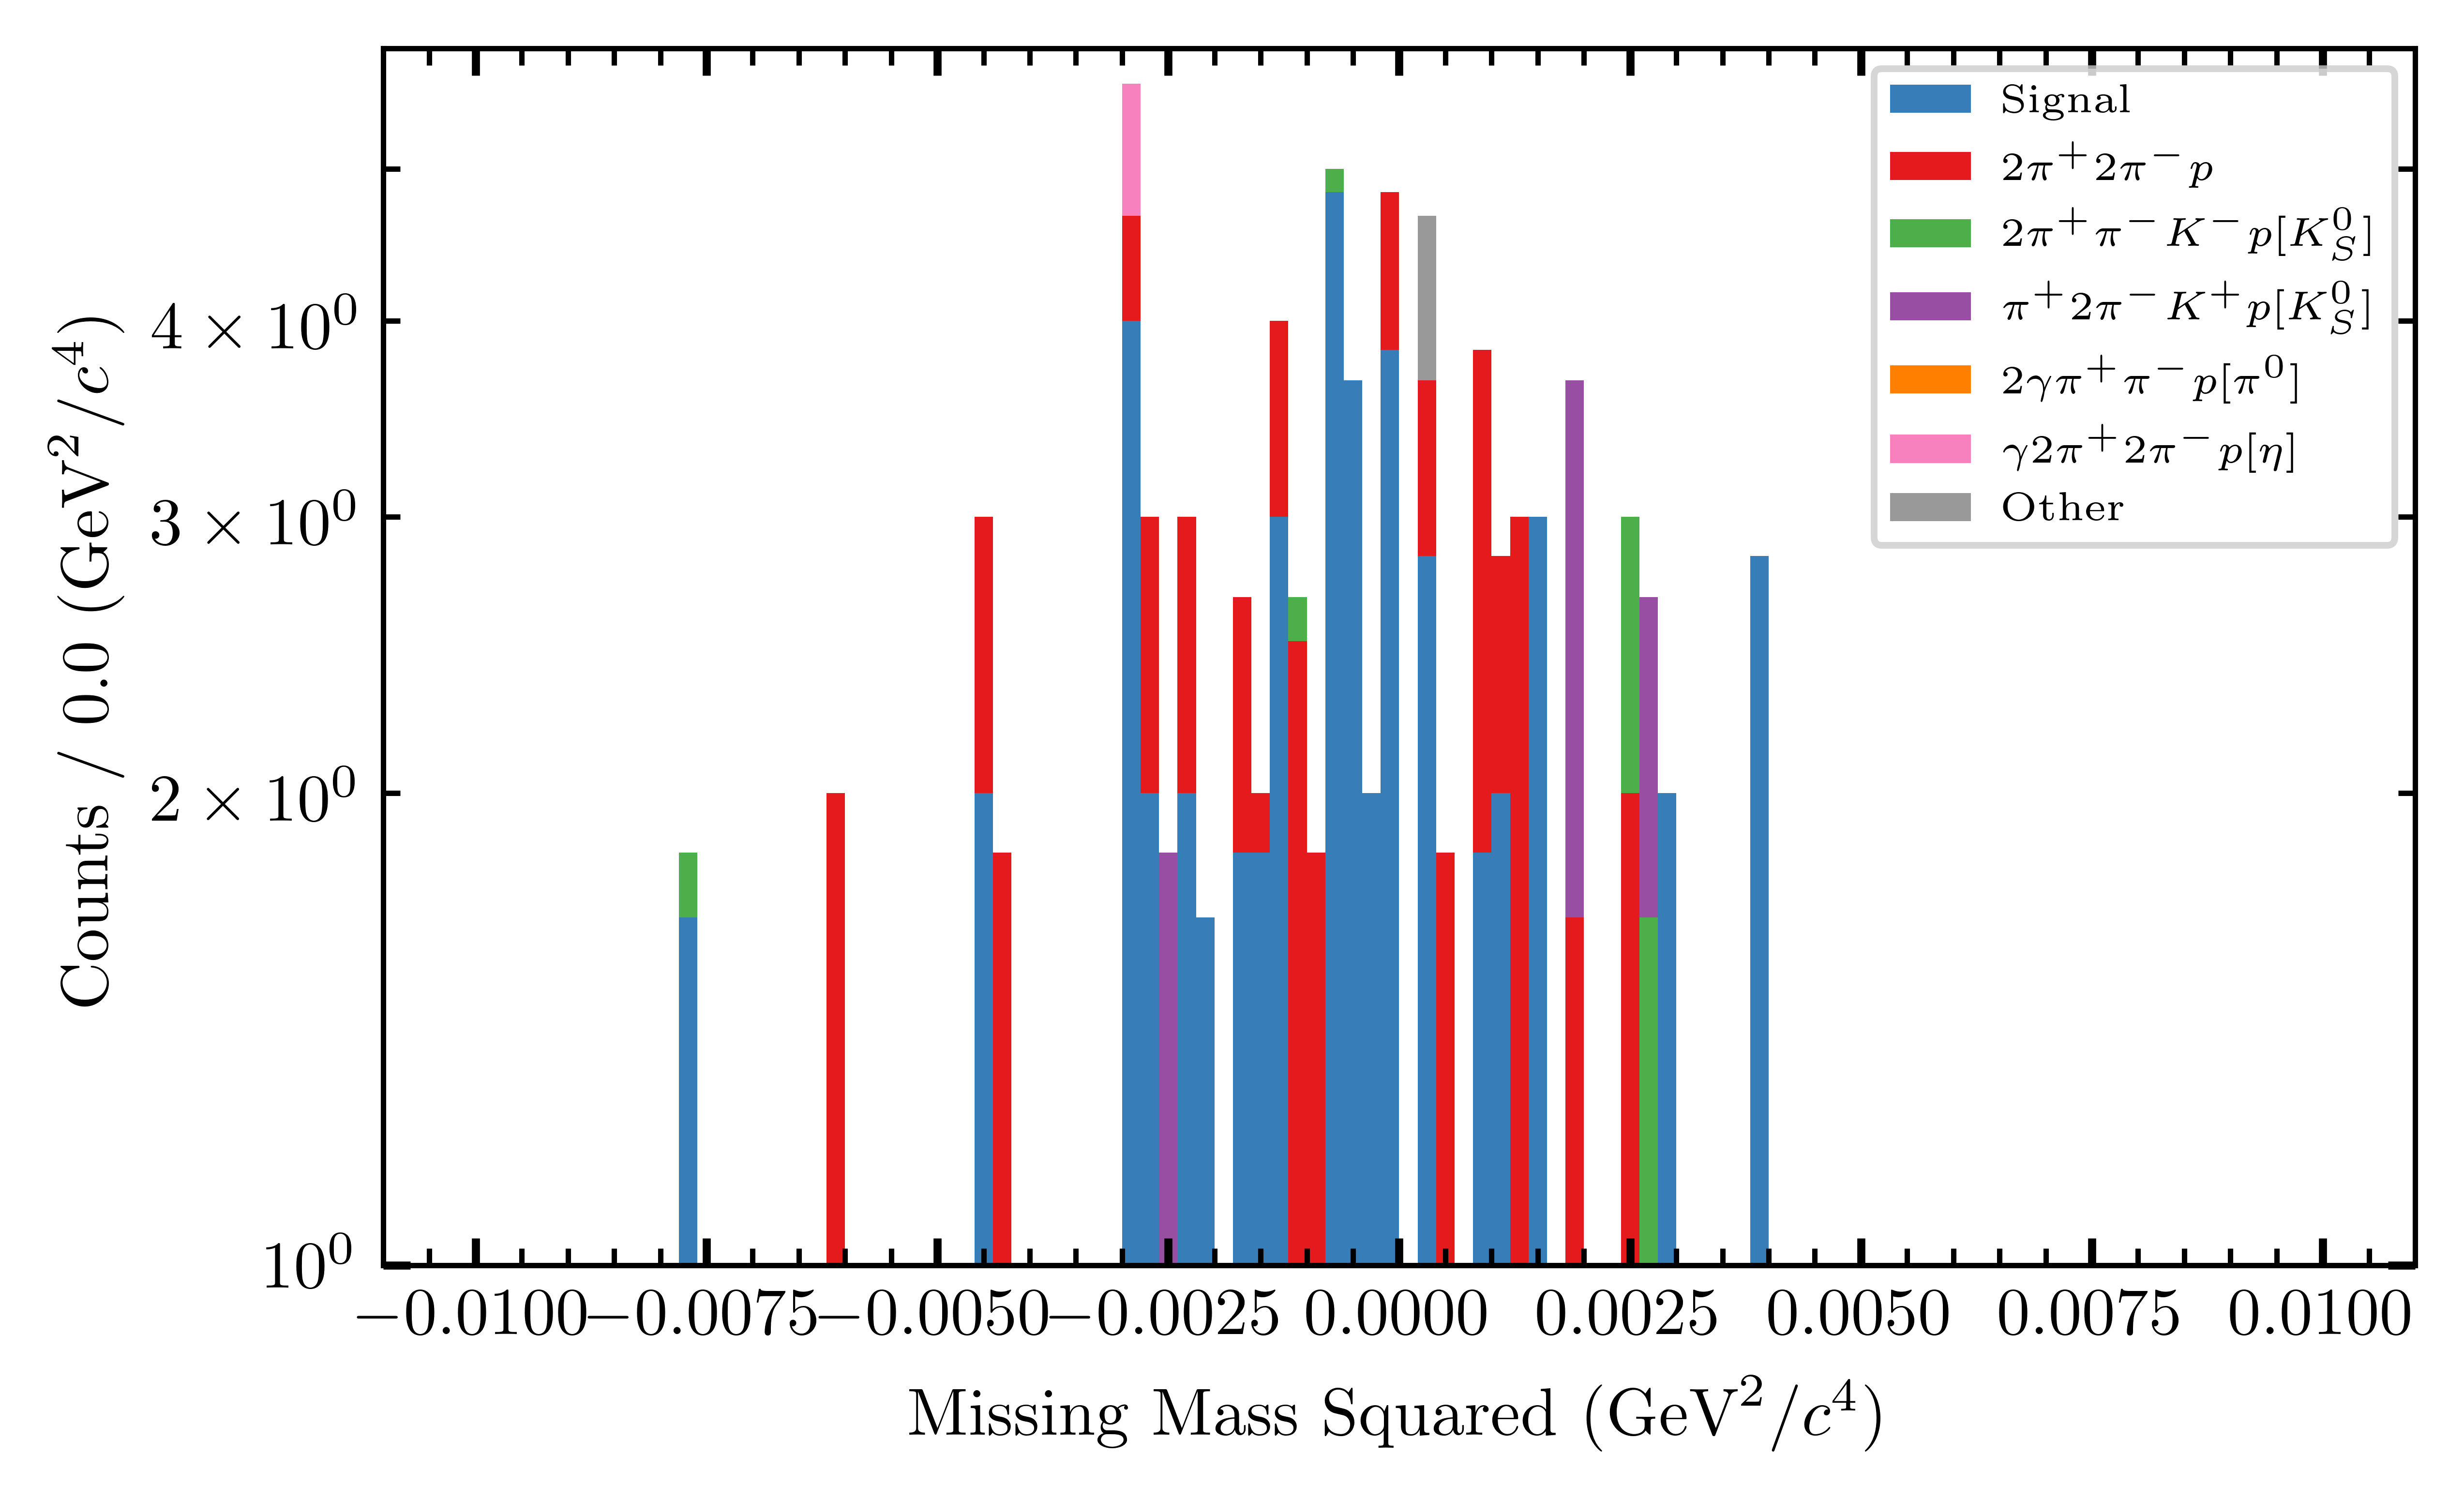 Counts / 0.0 (GeV²/c⁴)
4 × 10⁰
3 × 10⁰
2 × 10⁰
10⁰
Signal
2π⁺2π⁻p
2π⁺π⁻K⁻p[K⁰_S]
π⁺2π⁻K⁺p[K⁰_S]
2γπ⁺π⁻p[π⁰]
γ2π⁺2π⁻p[η]
Other
−0.0100 −0.0075 −0.0050 −0.0025 0.0000 0.0025 0.0050 0.0075 0.0100
Missing Mass Squared (GeV²/c⁴)